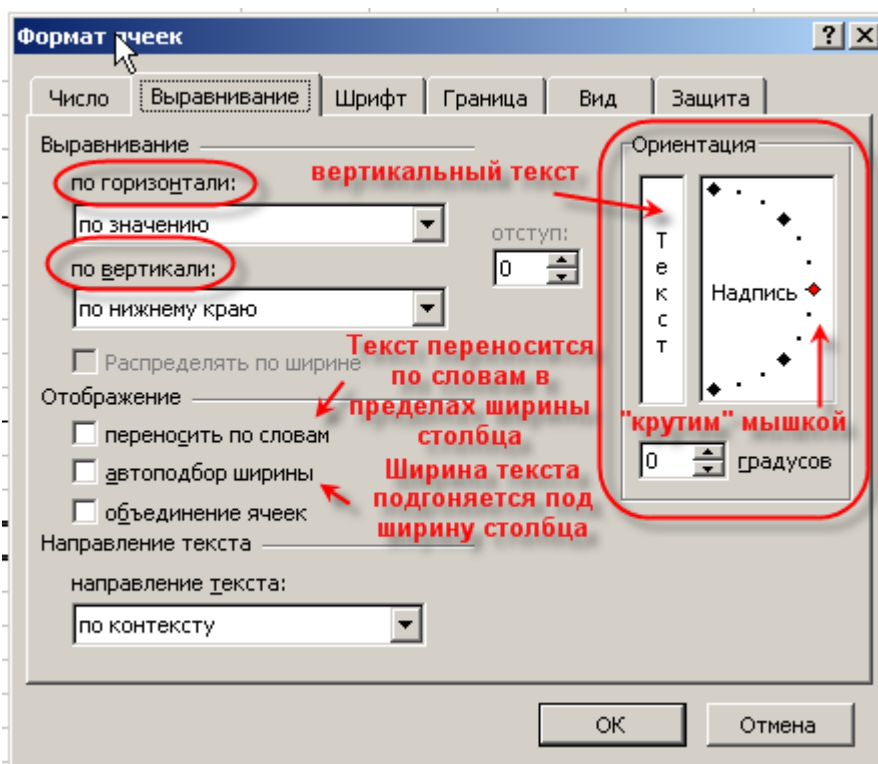 Формат ячеек
Число Выравнивание Шрифт Граница Вид Защита
Выравнивание
по горизонтали:
по значению
отступ:
0
по вертикали:
по нижнему краю
Распределять по ширине
Отображение
переносить по словам
автоподбор ширины
объединение ячеек
Направление текста
направление текста:
по контексту
вертикальный текст
Текст переносится
по словам в
пределах ширины
столбца
Ширина текста
подгоняется под
ширину столбца
Ориентация
Текст
Надпись
"крутим" мышкой
0 градусов
ОК Отмена